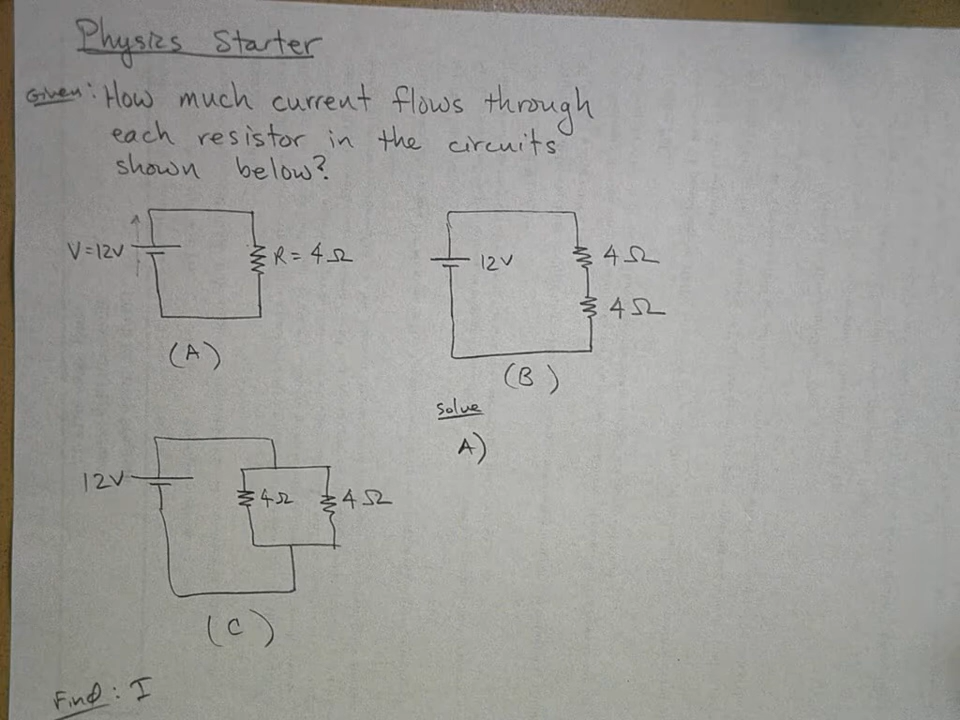 Physics Starter
Given: How much current flows through
each resistor in the circuits
shown below?
V=12V
R = 4Ω
(A)
12V
4Ω
4Ω
(B)
Solve
A)
12V
4Ω
4Ω
(C)
Find: I